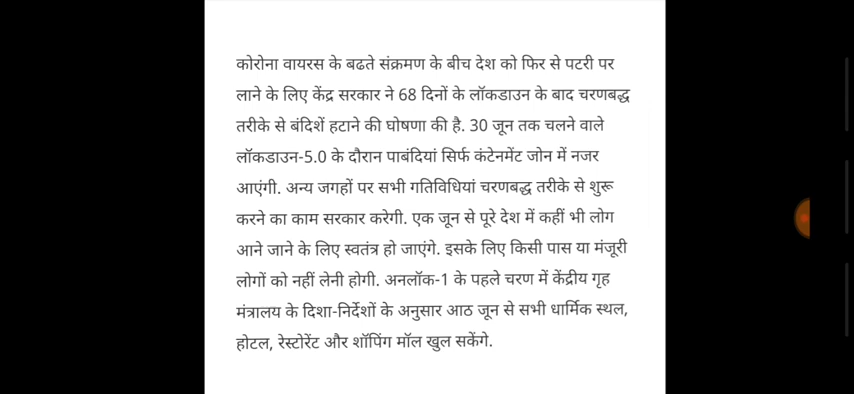 कोरोना वायरस के बढते संक्रमण के बीच देश को फिर से पटरी पर
लाने के लिए केंद्र सरकार ने 68 दिनों के लॉकडाउन के बाद चरणबद्ध
तरीके से बंदिशें हटाने की घोषणा की है. 30 जून तक चलने वाले
लॉकडाउन-5.0 के दौरान पाबंदियां सिर्फ कंटेनमेंट जोन में नजर
आएंगी. अन्य जगहों पर सभी गतिविधियां चरणबद्ध तरीके से शुरू
करने का काम सरकार करेगी. एक जून से पूरे देश में कहीं भी लोग
आने जाने के लिए स्वतंत्र हो जाएंगे. इसके लिए किसी पास या मंजूरी
लोगों को नहीं लेनी होगी. अनलॉक-1 के पहले चरण में केंद्रीय गृह
मंत्रालय के दिशा-निर्देशों के अनुसार आठ जून से सभी धार्मिक स्थल,
होटल, रेस्टोरेंट और शॉपिंग मॉल खुल सकेंगे.